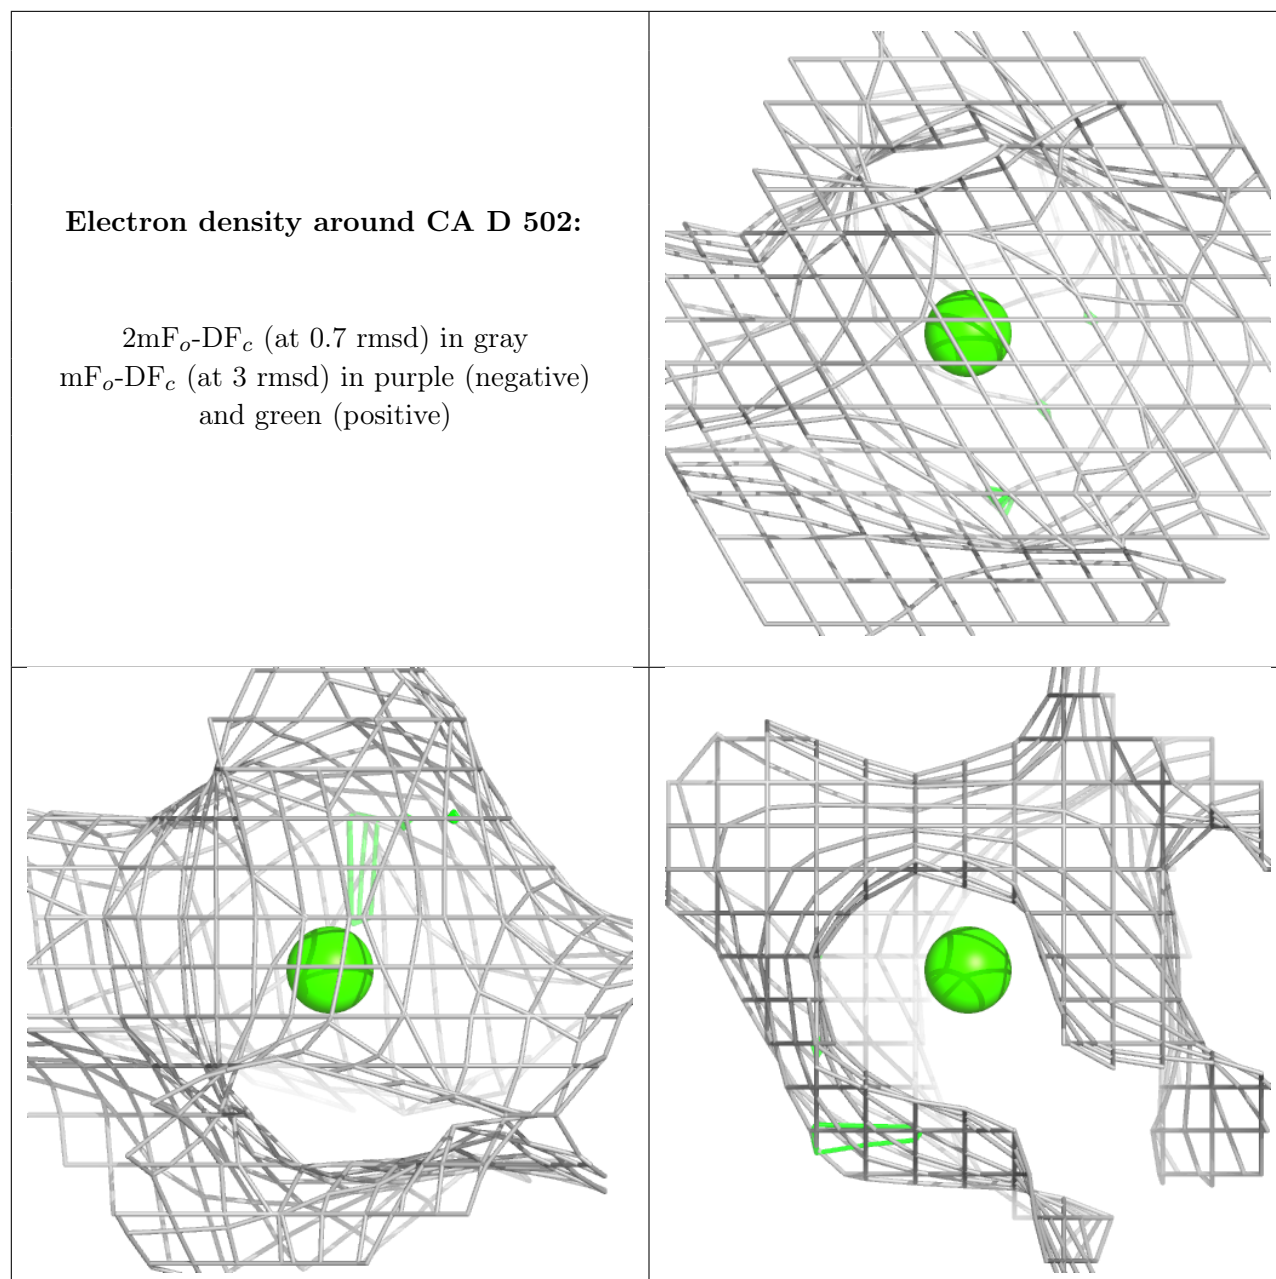 Electron density around CA D 502:
2mFo-DFc (at 0.7 rmsd) in gray
mFo-DFc (at 3 rmsd) in purple (negative)
and green (positive)